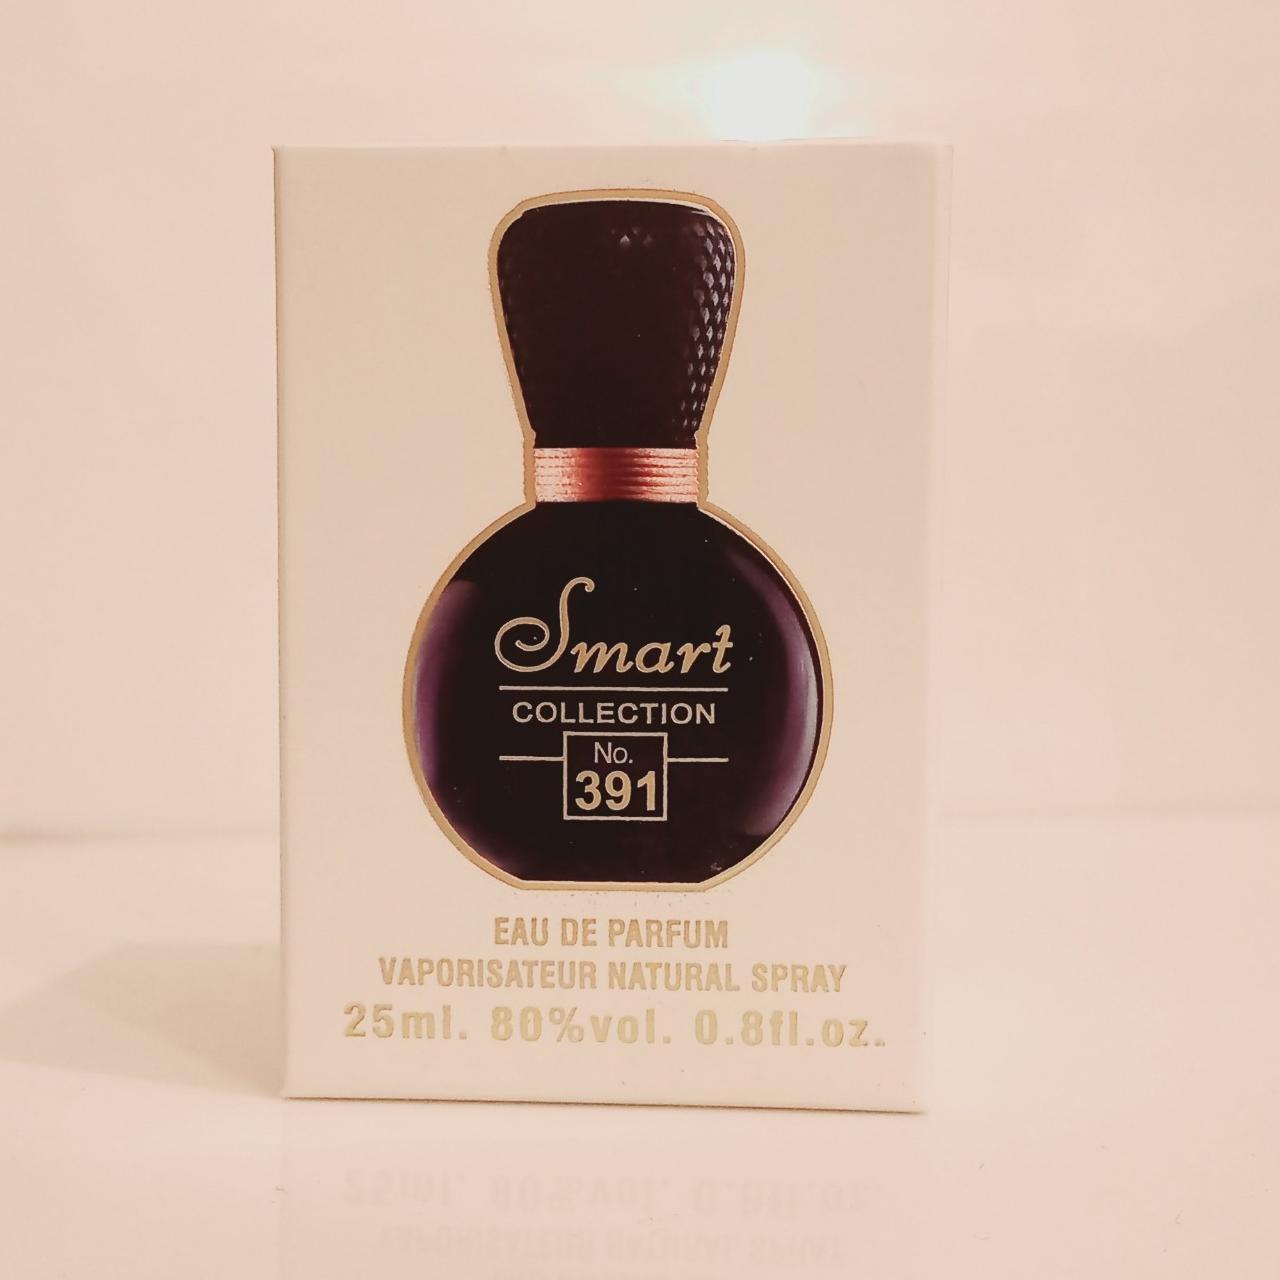 Smart
COLLECTION
No.
391
EAU DE PARFUM
VAPORISATEUR NATURAL SPRAY
25ml. 80%vol. 0.8fl.oz.